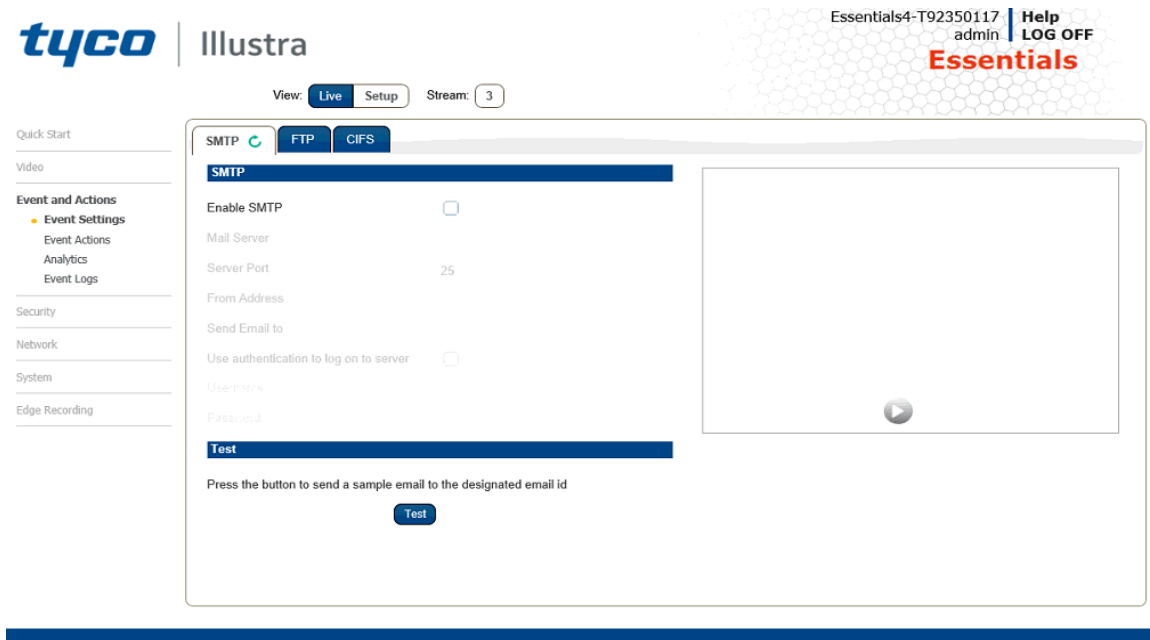 tyco | Illustra
Essentials4-T92350117
admin
Help
LOG OFF
Essentials
View: Live Setup Stream: 3
Quick Start
Video
Event and Actions
Event Settings
Event Actions
Analytics
Event Logs
Security
Network
System
Edge Recording
SMTP FTP CIFS
SMTP
Enable SMTP
Mail Server
Server Port 25
From Address
Send Email to
Use authentication to log on to server
Username
Password
Test
Press the button to send a sample email to the designated email id
Test